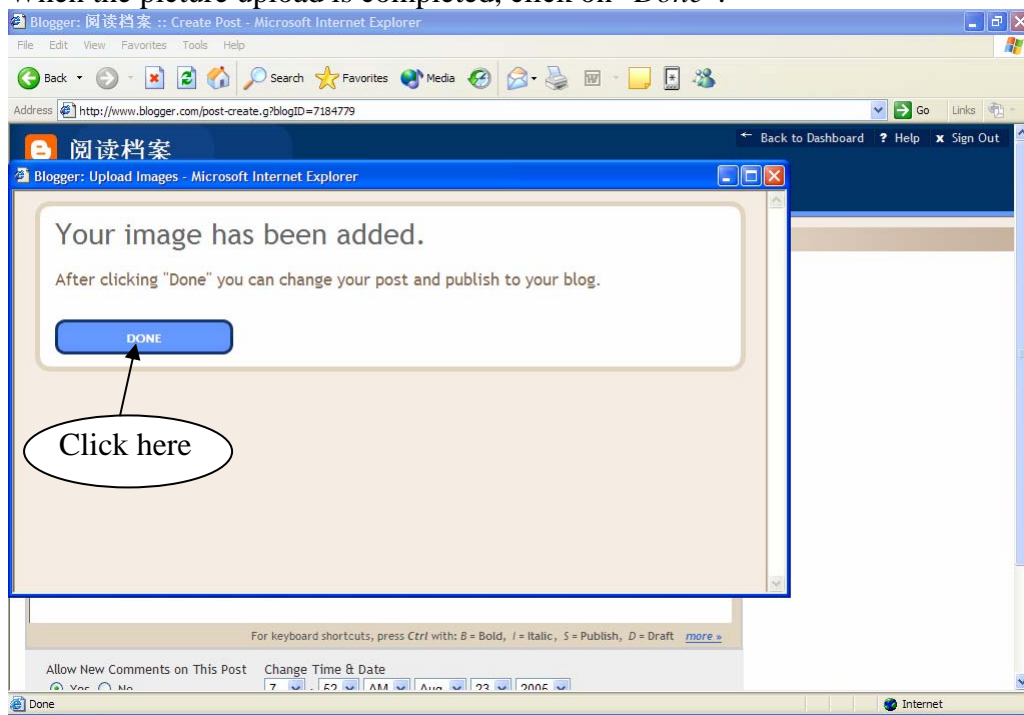 When the picture upload is completed, click on "Done".
Blogger: 阅读档案 :: Create Post - Microsoft Internet Explorer
File Edit View Favorites Tools Help
Back Search Favorites Media
Address http://www.blogger.com/post-create.g?blogID=7184779 Go Links
阅读档案 Back to Dashboard ? Help x Sign Out
Blogger: Upload Images - Microsoft Internet Explorer
Your image has been added.
After clicking "Done" you can change your post and publish to your blog.
DONE
Click here
For keyboard shortcuts, press Ctrl with: B = Bold, I = Italic, S = Publish, D = Draft more »
Allow New Comments on This Post Change Time & Date
Yes No 7 : 52 AM Aug 23 2005
Done Internet